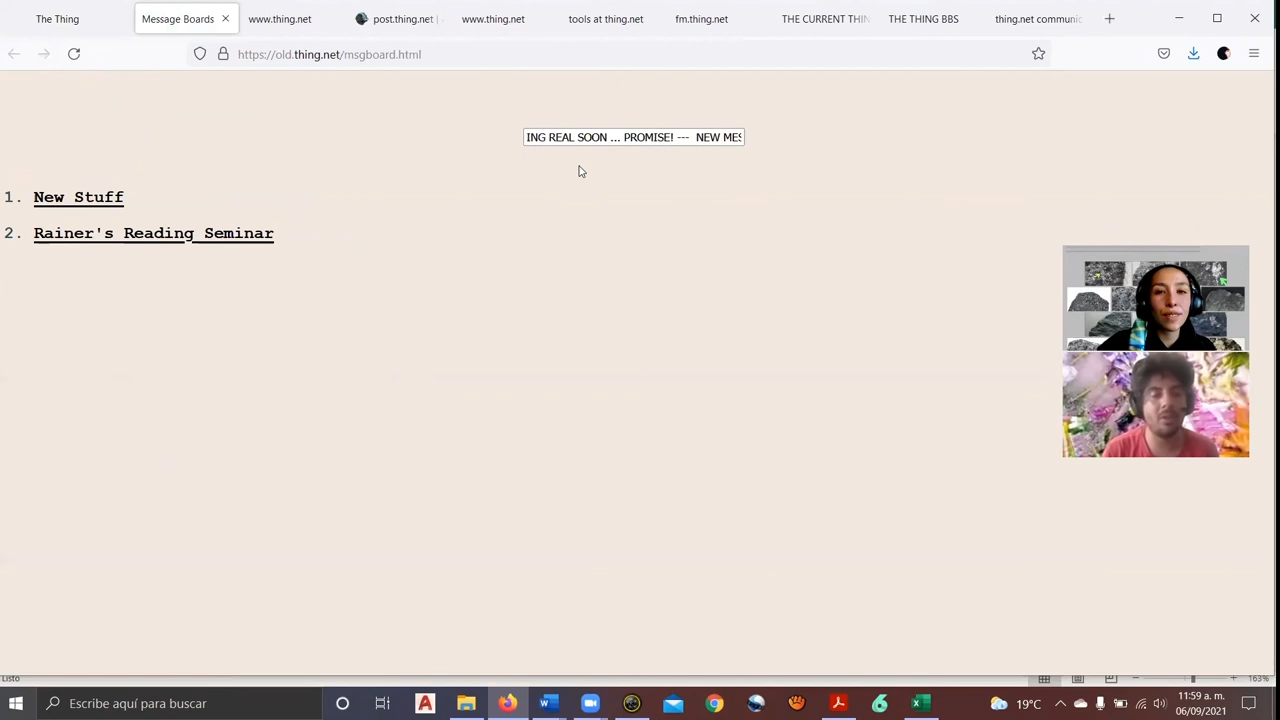 The Thing
Message Boards
www.thing.net
post.thing.net |
www.thing.net
tools at thing.net
fm.thing.net
THE CURRENT THIN
THE THING BBS
thing.net communic
https://old.thing.net/msgboard.html
ING REAL SOON ... PROMISE! --- NEW MES
1. New Stuff
2. Rainer's Reading Seminar
Listo
163%
Escribe aquí para buscar
19°C
11:59 a. m.
06/09/2021